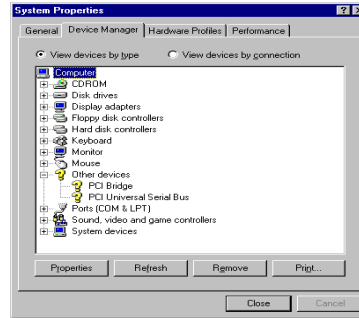 System Properties
General Device Manager Hardware Profiles Performance
View devices by type View devices by connection
Computer
CDROM
Disk drives
Display adapters
Floppy disk controllers
Hard disk controllers
Keyboard
Monitor
Mouse
Other devices
PCI Bridge
PCI Universal Serial Bus
Ports (COM & LPT)
Sound, video and game controllers
System devices
Properties Refresh Remove Print...
Close Cancel